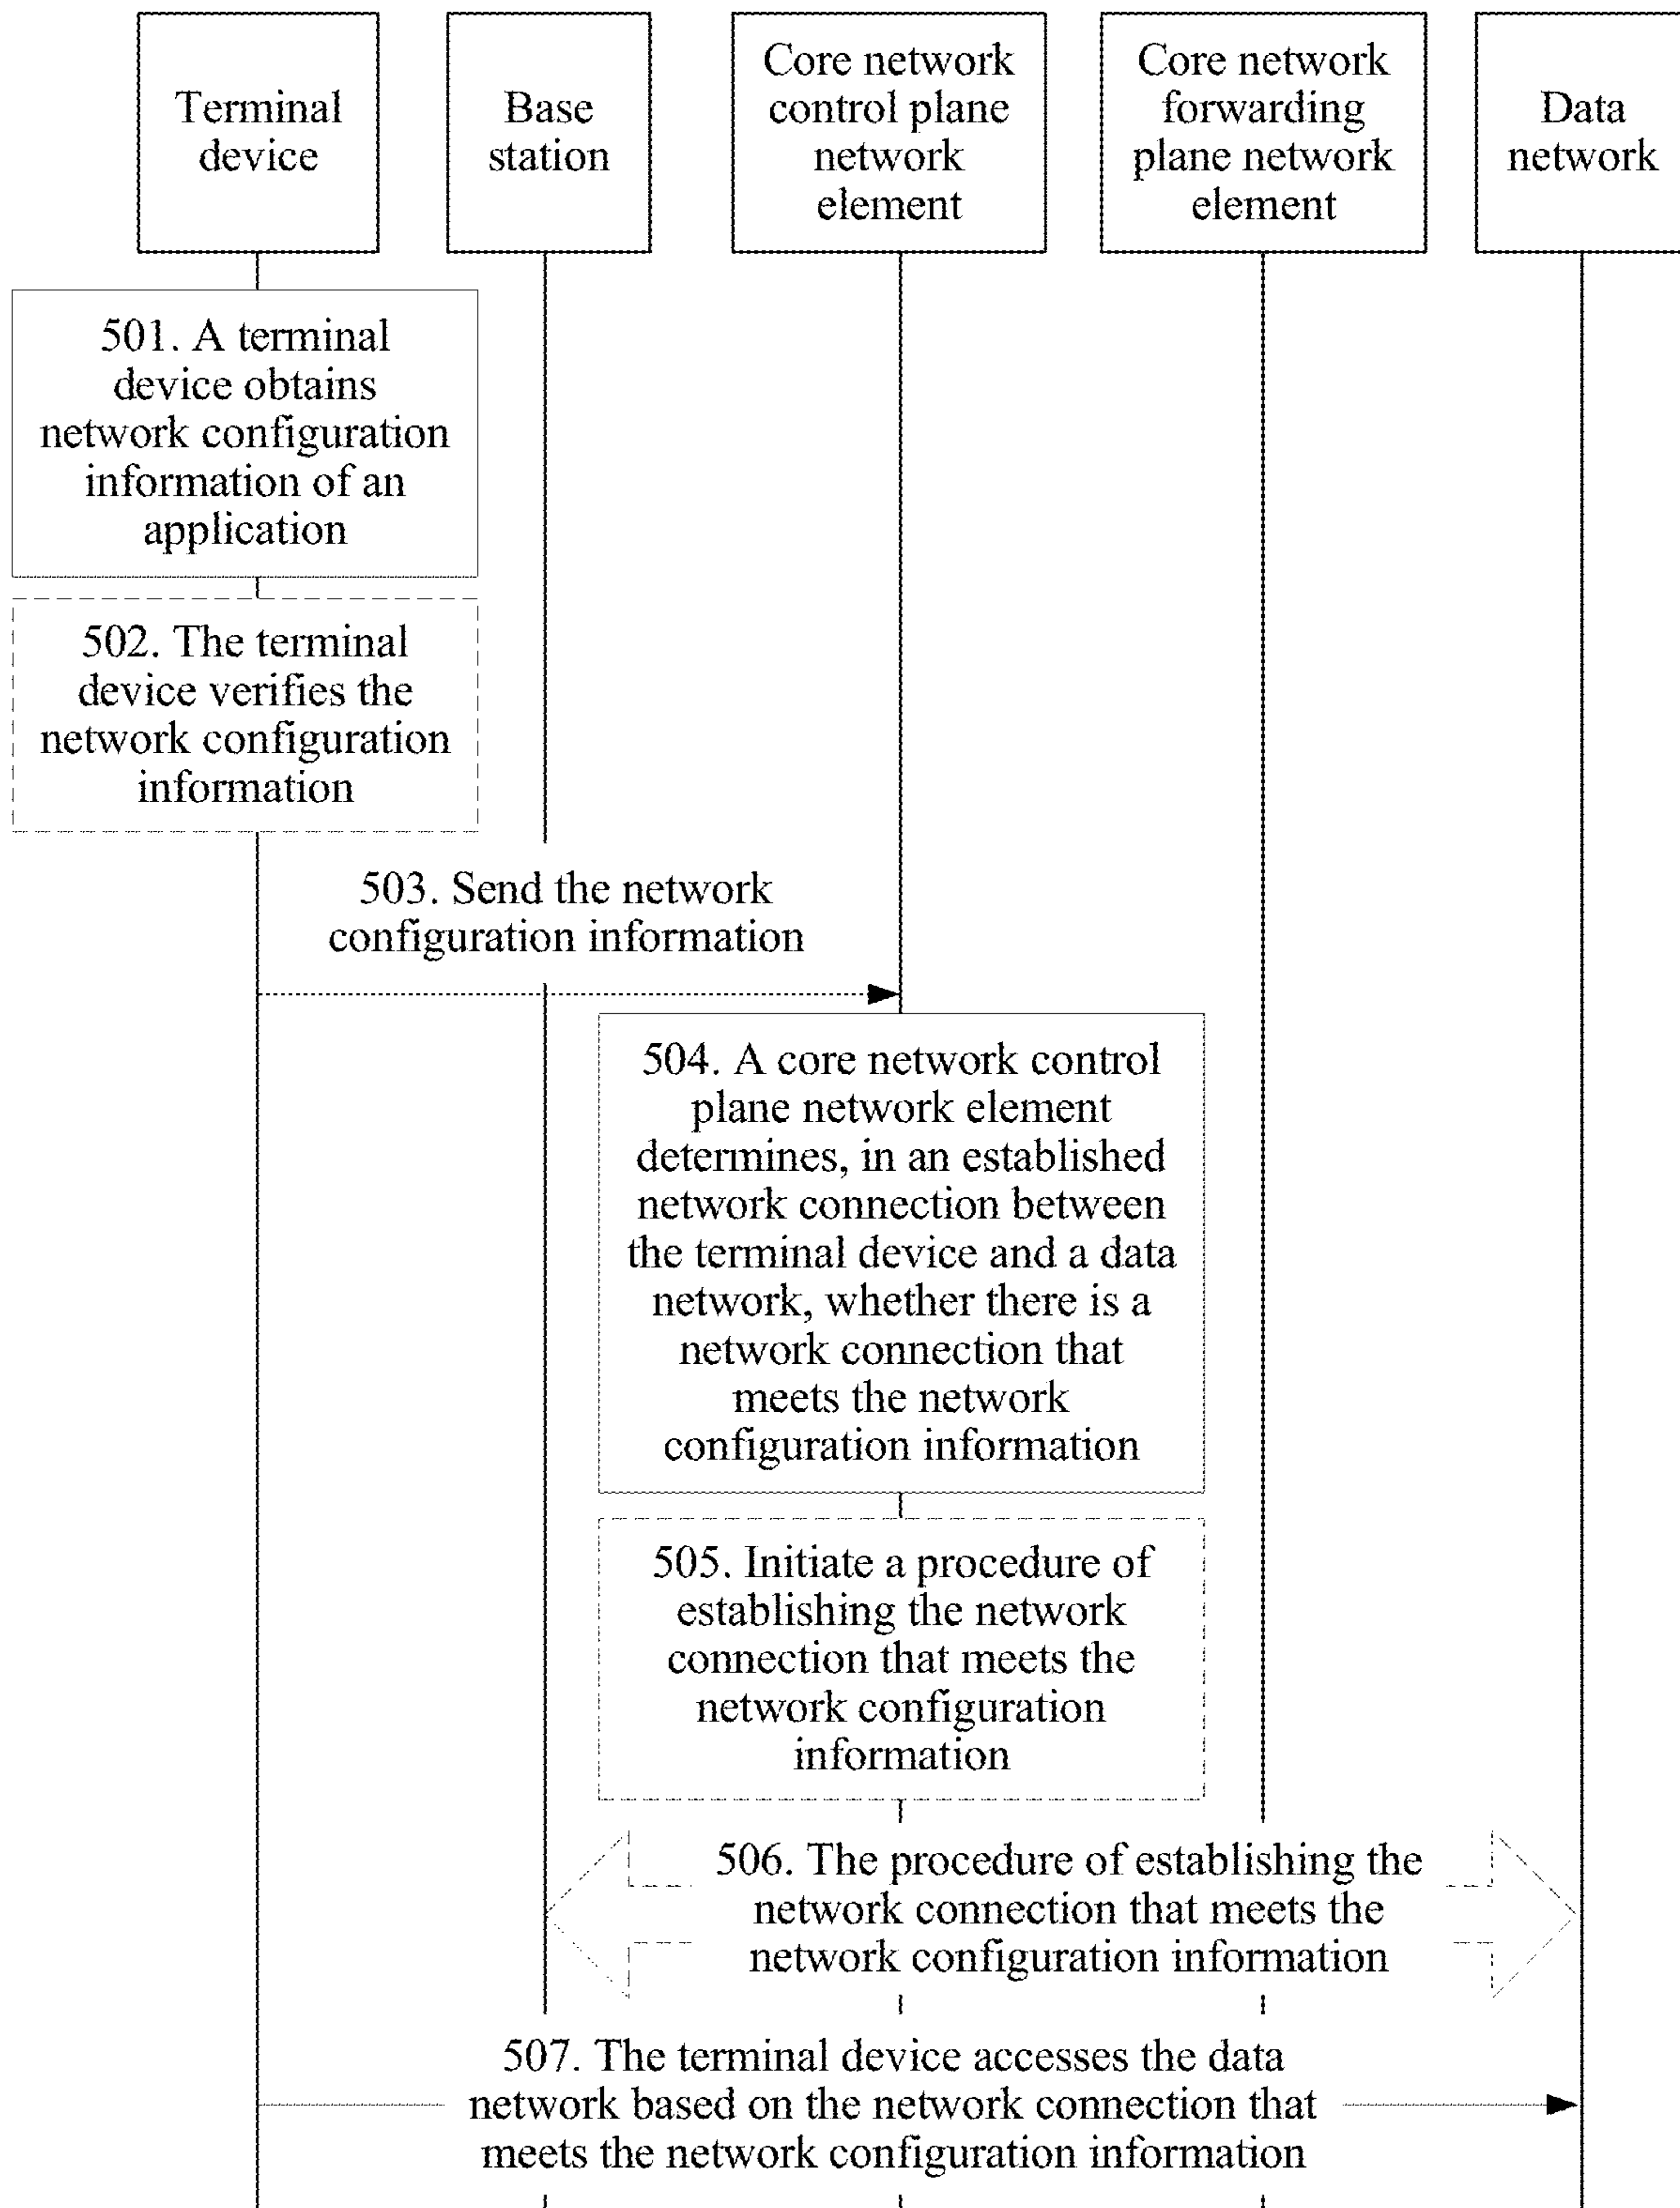 Terminal
device
Base
station
Core network
control plane
network
element
Core network
forwarding
plane network
element
Data
network
501. A terminal
device obtains
network configuration
information of an
application
502. The terminal
device verifies the
network configuration
information
503. Send the network
configuration information
504. A core network control
plane network element
determines, in an established
network connection between
the terminal device and a data
network, whether there is a
network connection that
meets the network
configuration information
505. Initiate a procedure of
establishing the network
connection that meets the
network configuration
information
506. The procedure of establishing the
network connection that meets the
network configuration information
507. The terminal device accesses the data
network based on the network connection that
meets the network configuration information